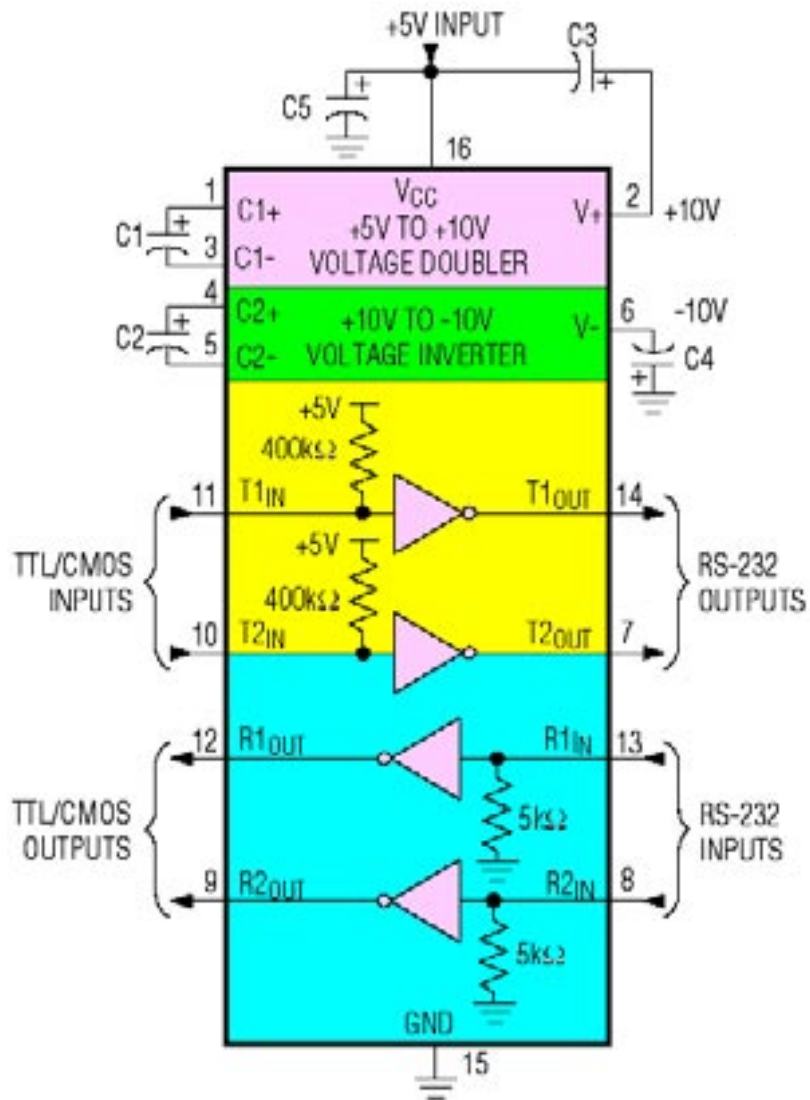 +5V INPUT
C3
+
+
C5
16
1
VCC
2
C1+
V+
+10V
+5V TO +10V
+
C1
3
C1-
VOLTAGE DOUBLER
4
C2+
6
-10V
+
+10V TO -10V
V-
C2
5
C2-
VOLTAGE INVERTER
C4
+
+5V
400kΩ
11
T1IN
T1OUT
14
+5V
TTL/CMOS
INPUTS
RS-232
OUTPUTS
400kΩ
10
T2IN
T2OUT
7
12
R1OUT
R1IN
13
TTL/CMOS
OUTPUTS
5kΩ
RS-232
INPUTS
9
R2OUT
R2IN
8
5kΩ
GND
15